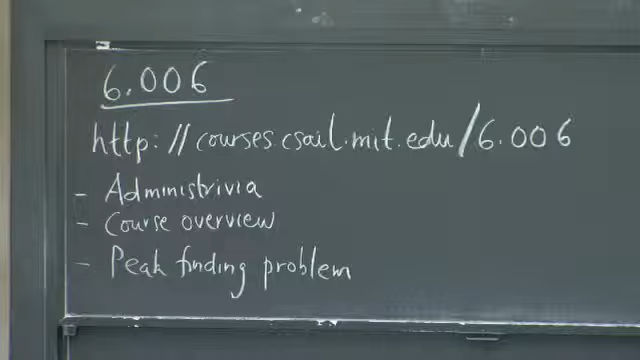 6.006
http://courses.csail.mit.edu/6.006
- Administrivia
- Course overview
- Peak finding problem